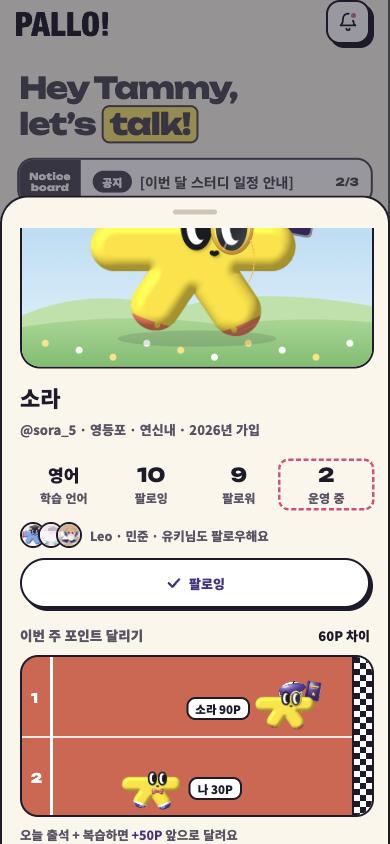 PALLO!
Hey Tammy,
let's talk!
Notice
board
공지
[이번 달 스터디 일정 안내]
2/3
소라
@sora_5 · 영등포 · 연신내 · 2026년 가입
영어 10 9 2
학습 언어 팔로잉 팔로워 운영 중
Leo · 민준 · 유키님도 팔로우해요
팔로잉
이번 주 포인트 달리기 60P 차이
1
소라 90P
2
나 30P
오늘 출석 + 복습하면 +50P 앞으로 달려요